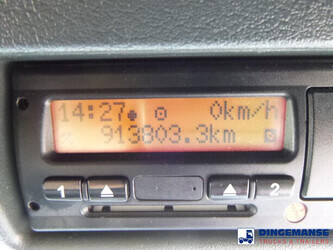 14:27 0km/h
913803.3km
1 2
DINGEMANSE
TRUCKS & TRAILERS